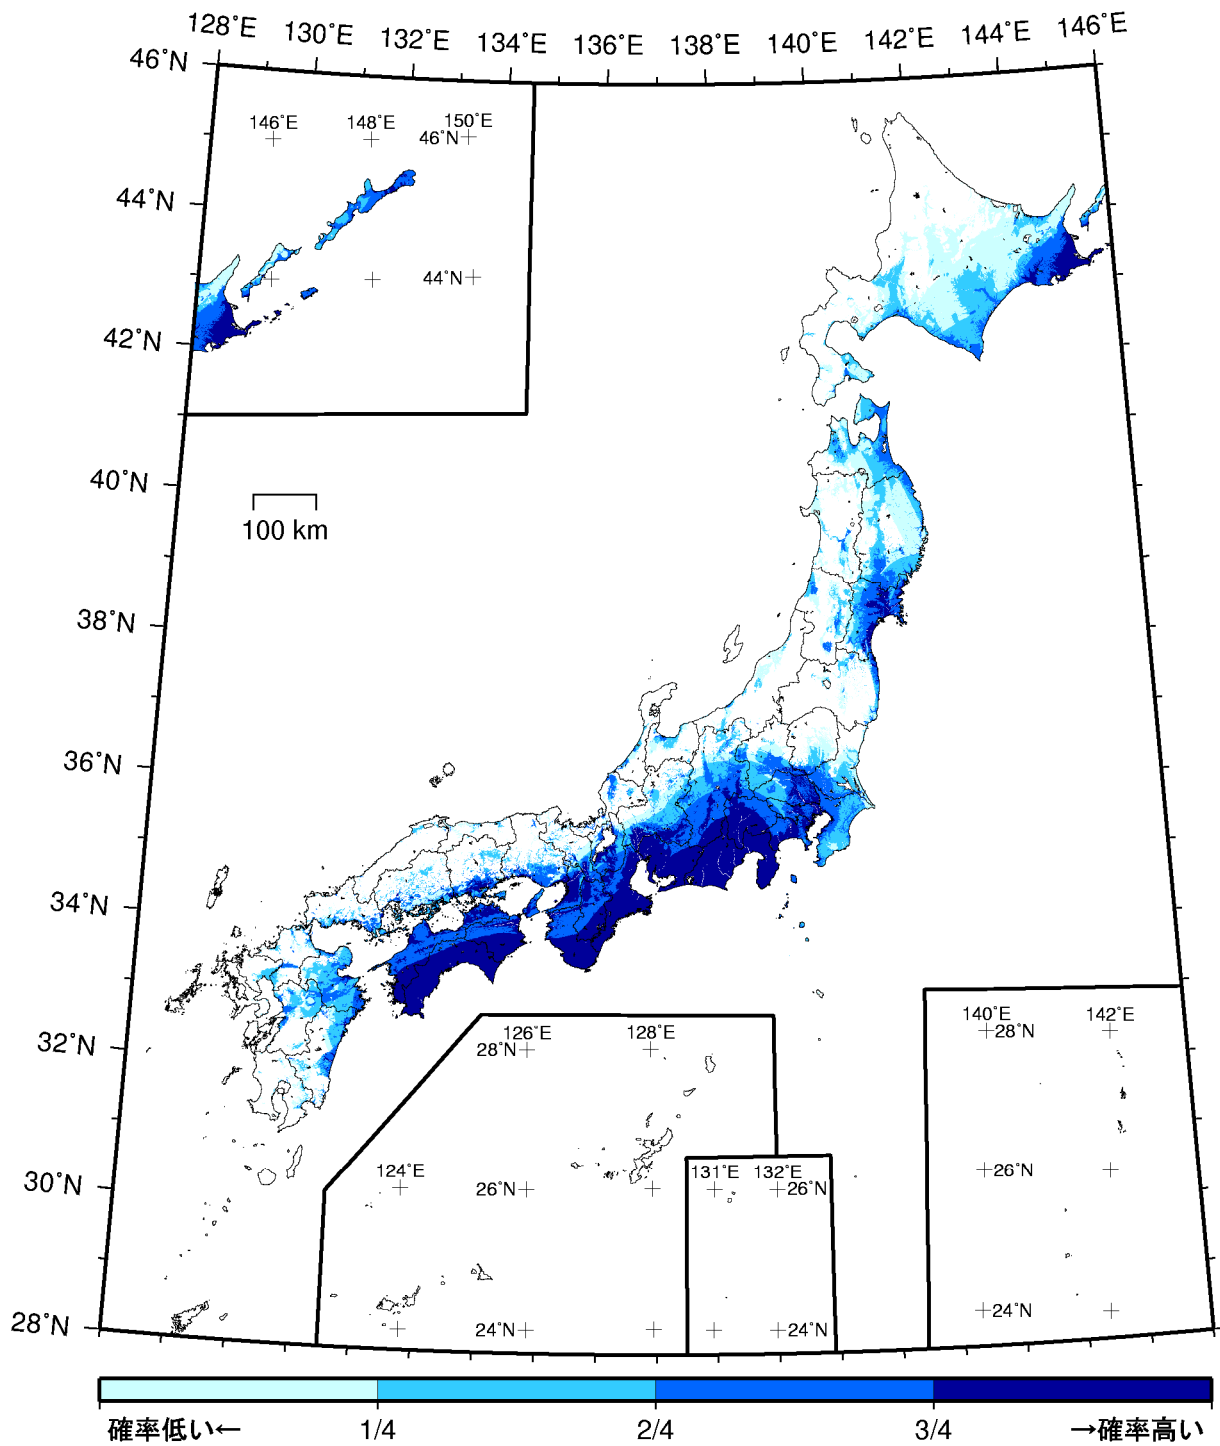 128°E 130°E 132°E 134°E 136°E 138°E 140°E 142°E 144°E 146°E
46°N
146°E 148°E 150°E
46°N
44°N
44°N
42°N
40°N
100 km
38°N
36°N
34°N
32°N
140°E 142°E
28°N
126°E 128°E
28°N
30°N
124°E
26°N
131°E 132°E
26°N
26°N
28°N
24°N
24°N
24°N
確率低い← 1/4 2/4 3/4 →確率高い